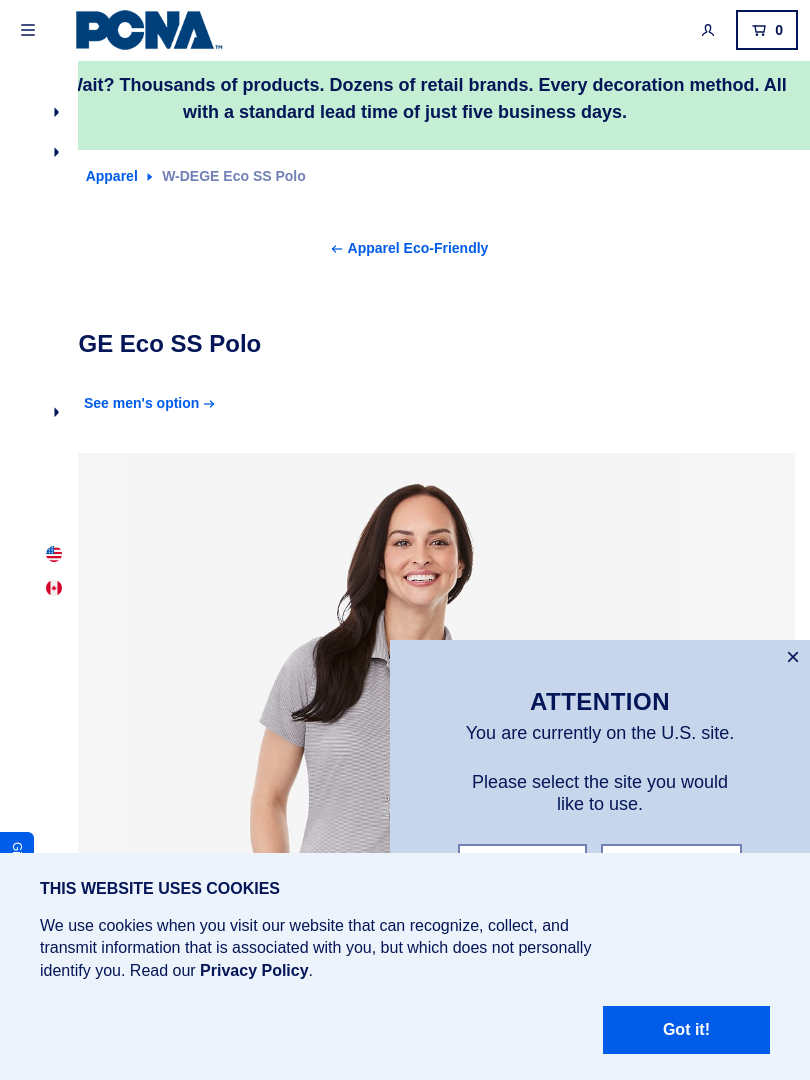 PCNA™
0
Wait? Thousands of products. Dozens of retail brands. Every decoration method. All
with a standard lead time of just five business days.
Apparel W-DEGE Eco SS Polo
← Apparel Eco-Friendly
GE Eco SS Polo
See men's option →
ATTENTION
You are currently on the U.S. site.
Please select the site you would
like to use.
THIS WEBSITE USES COOKIES
We use cookies when you visit our website that can recognize, collect, and
transmit information that is associated with you, but which does not personally
identify you. Read our Privacy Policy.
Got it!